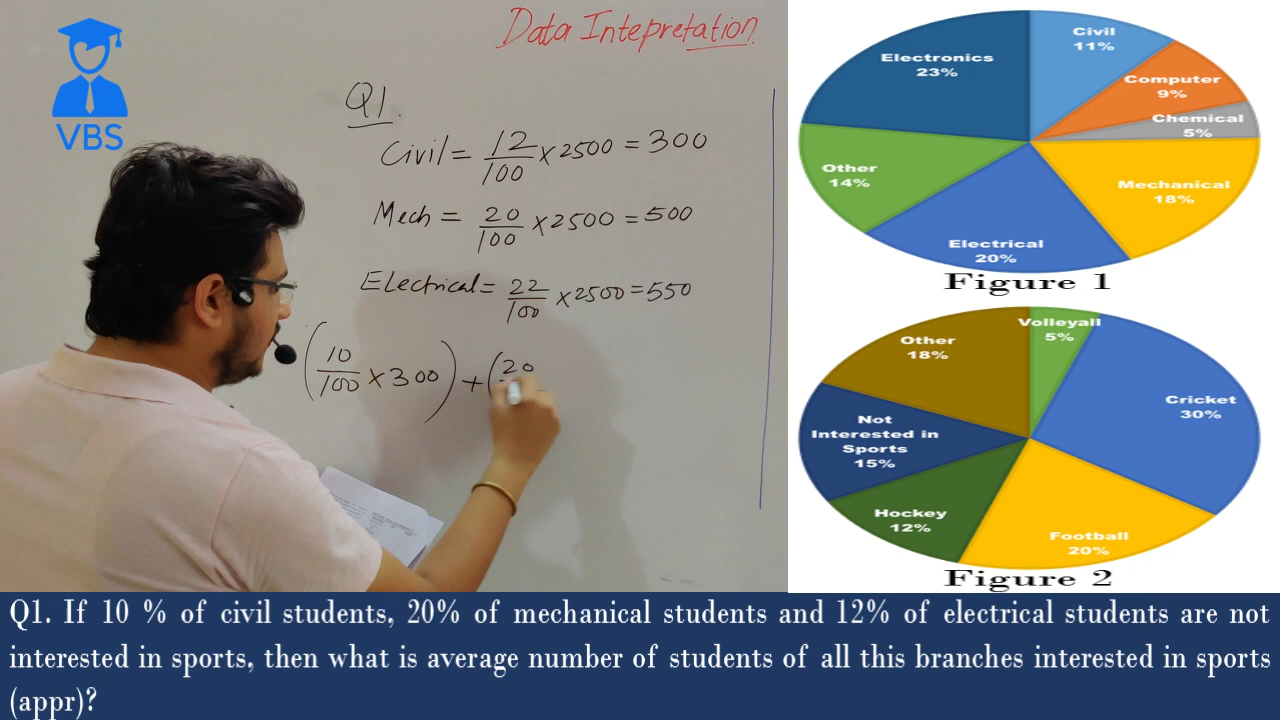 VBS
Data Intepretation
Q1.
Civil = 12/100 x 2500 = 300
Mech = 20/100 x 2500 = 500
Electrical = 22/100 x 2500 = 550
(10/100 x 300) + (20
Civil
11%
Computer
9%
Chemical
5%
Mechanical
18%
Electrical
20%
Other
14%
Electronics
23%
Figure 1
Volleyall
5%
Cricket
30%
Football
20%
Hockey
12%
Not
Interested in
Sports
15%
Other
18%
Figure 2
Q1. If 10 % of civil students, 20% of mechanical students and 12% of electrical students are not
interested in sports, then what is average number of students of all this branches interested in sports
(appr)?